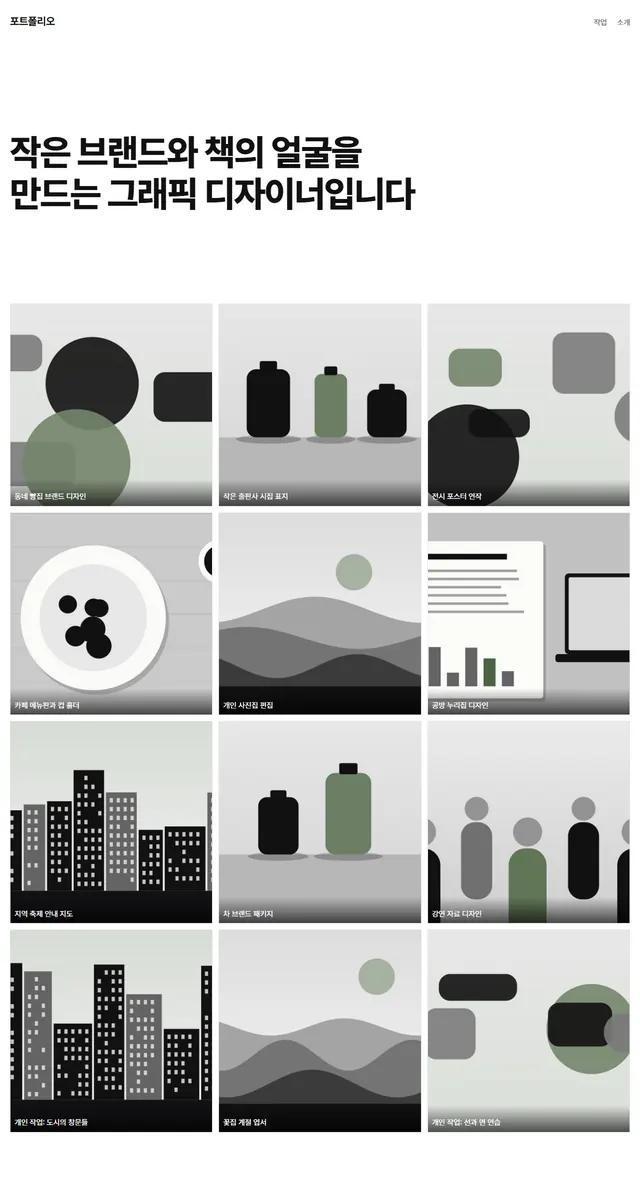 포트폴리오
작업 소개
작은 브랜드와 책의 얼굴을
만드는 그래픽 디자이너입니다
동네 빵집 브랜드 디자인
작은 출판사 시집 표지
전시 포스터 연작
카페 메뉴판과 컵 홀더
개인 사진집 편집
공방 누리집 디자인
지역 축제 안내 지도
차 브랜드 패키지
강연 자료 디자인
개인 작업: 도시의 창문들
꽃집 계절 엽서
개인 작업: 선과 면 연습